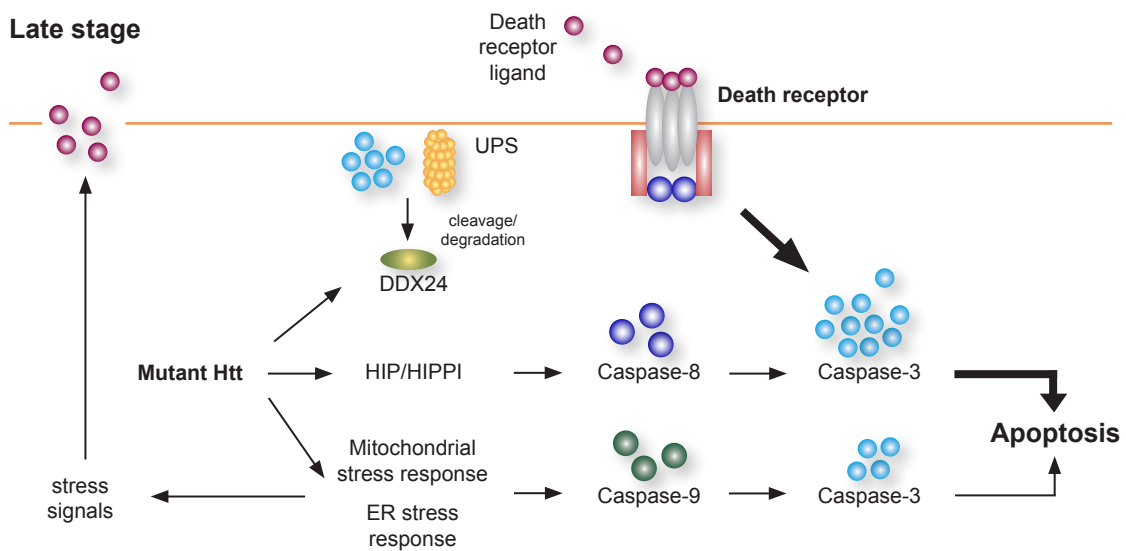 Late stage
Death
receptor
ligand
Death receptor
UPS
cleavage/
degradation
DDX24
Mutant Htt
HIP/HIPPI
Caspase-8
Caspase-3
Apoptosis
Mitochondrial
stress response
ER stress
response
Caspase-9
Caspase-3
stress
signals